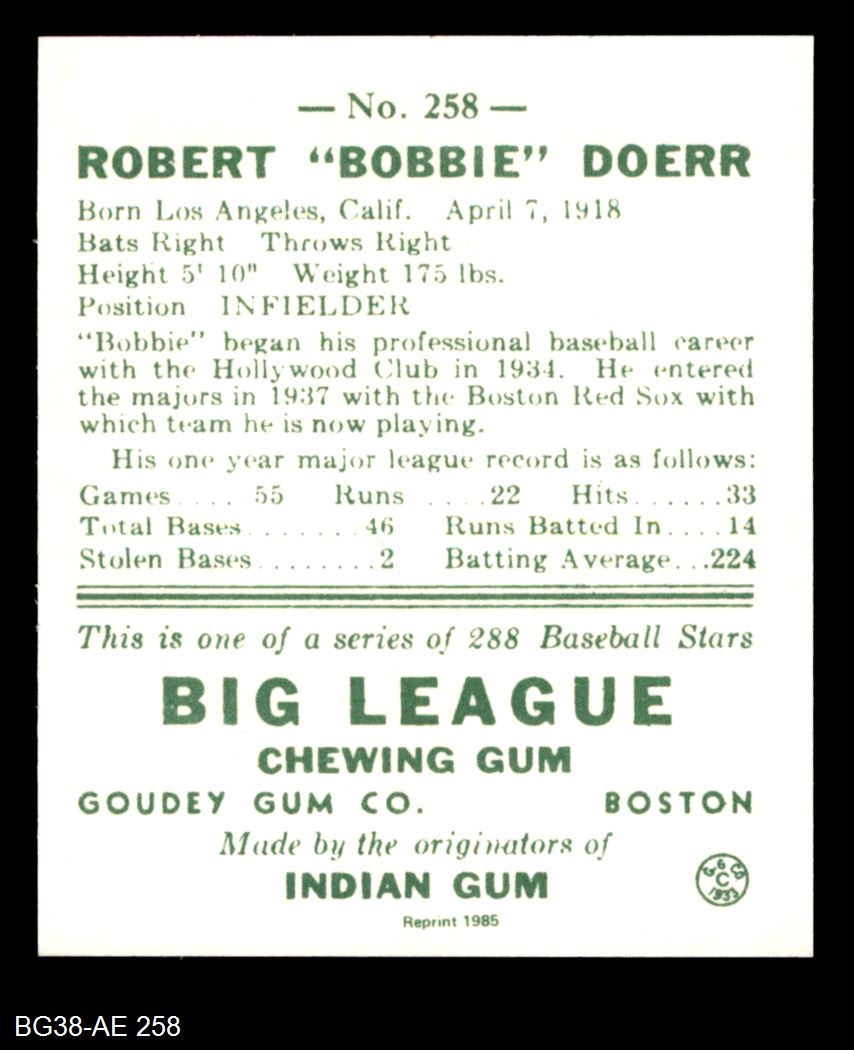 — No. 258 —
ROBERT “BOBBIE” DOERR
Born Los Angeles, Calif. April 7, 1918
Bats Right Throws Right
Height 5' 10" Weight 175 lbs.
Position INFIELDER
“Bobbie” began his professional baseball career
with the Hollywood Club in 1934. He entered
the majors in 1937 with the Boston Red Sox with
which team he is now playing.
His one year major league record is as follows:
Games .... 55 Runs ....22 Hits......33
Total Bases ....... 46 Runs Batted In....14
Stolen Bases ........2 Batting Average...224
This is one of a series of 288 Baseball Stars
BIG LEAGUE
CHEWING GUM
GOUDEY GUM CO. BOSTON
Made by the originators of
INDIAN GUM
Reprint 1985
BG38-AE 258